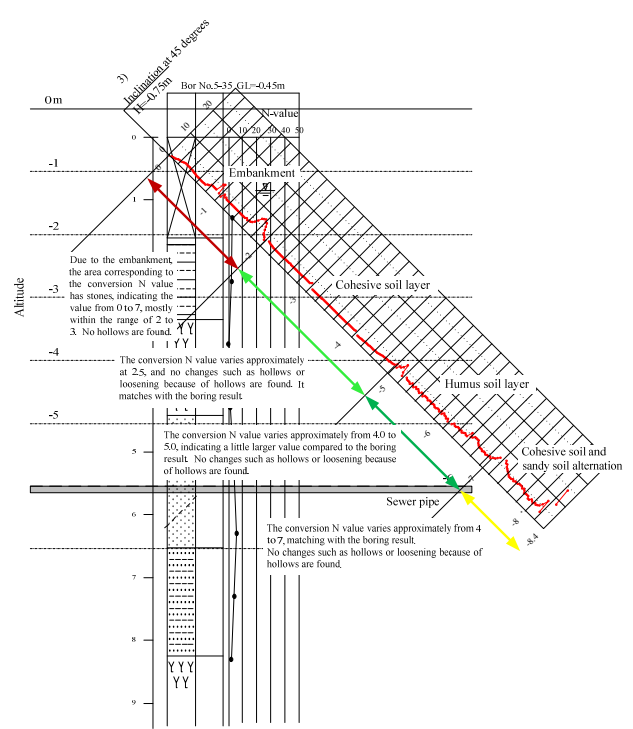 3)
Inclination at 45 degrees
H=-0.75m
Bor No.5-35 GL=-0.45m
0m
N-value
0 10 20 30 40 50
0 10 20
0
-1
Embankment
1
-1
-2
-2
Due to the embankment,
the area corresponding to
the conversion N value
has stones, indicating the
value from 0 to 7, mostly
within the range of 2 to
3. No hollows are found.
Altitude
Cohesive soil layer
-3
-3
-4
-4
The conversion N value varies approximately
at 2.5, and no changes such as hollows or
loosening because of hollows are found. It
matches with the boring result.
Humus soil layer
-5
-5
The conversion N value varies approximately from 4.0 to
5.0, indicating a little larger value compared to the boring
result. No changes such as hollows or loosening because
of hollows are found.
-6
5
Cohesive soil and
sandy soil alternation
Sewer pipe
6
-8
-8.4
The conversion N value varies approximately from 4
to 7, matching with the boring result.
No changes such as hollows or loosening because of
hollows are found.
7
8
9